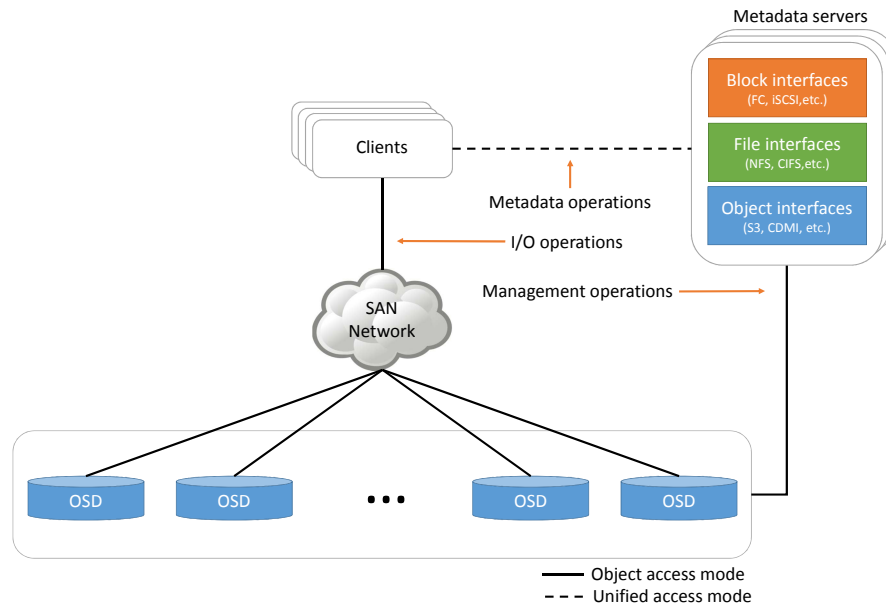 Metadata servers
Block interfaces
(FC, iSCSI,etc.)
File interfaces
(NFS, CIFS,etc.)
Object interfaces
(S3, CDMI, etc.)
Clients
Metadada operations
I/O operations
Management operations
SAN
Network
OSD
OSD
...
OSD
OSD
Object access mode
Unified access mode